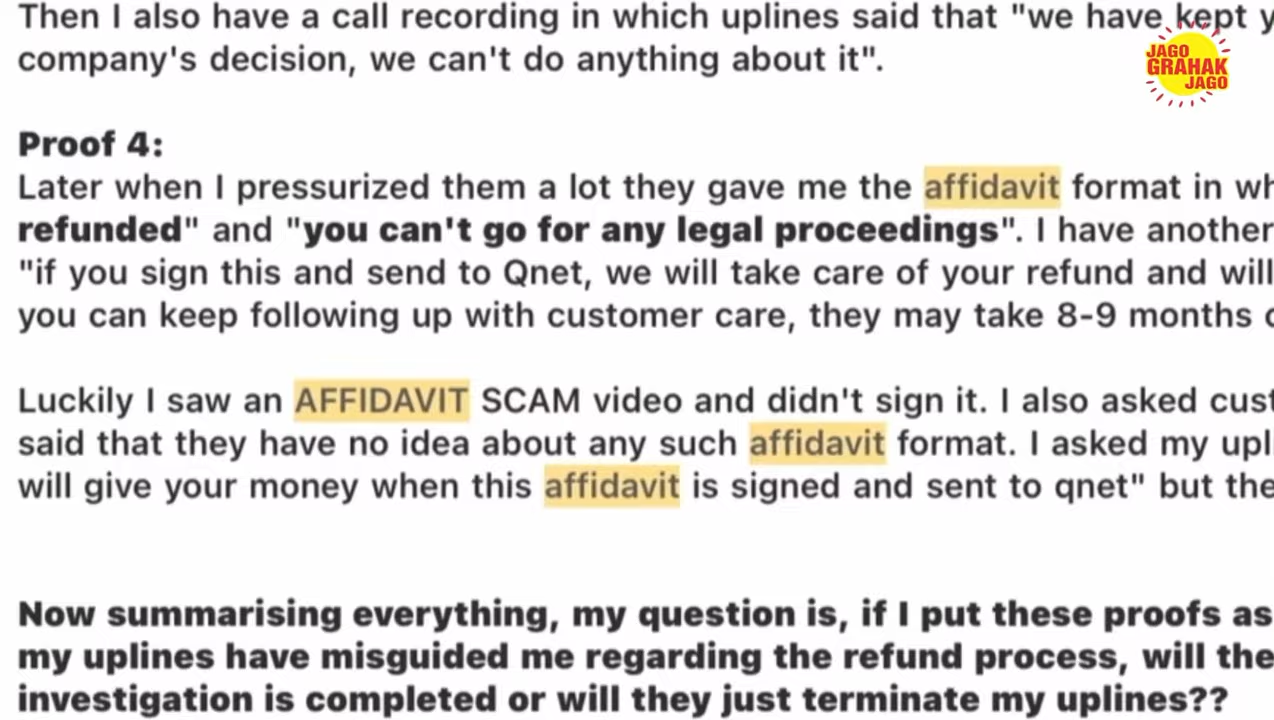 Then I also have a call recording in which uplines said that "we have kept y
company's decision, we can't do anything about it".
JAGO
GRAHAK
JAGO
Proof 4:
Later when I pressurized them a lot they gave me the affidavit format in wh
refunded" and "you can't go for any legal proceedings". I have another
"if you sign this and send to Qnet, we will take care of your refund and will
you can keep following up with customer care, they may take 8-9 months o
Luckily I saw an AFFIDAVIT SCAM video and didn't sign it. I also asked cust
said that they have no idea about any such affidavit format. I asked my upl
will give your money when this affidavit is signed and sent to qnet" but the
Now summarising everything, my question is, if I put these proofs as
my uplines have misguided me regarding the refund process, will the
investigation is completed or will they just terminate my uplines??